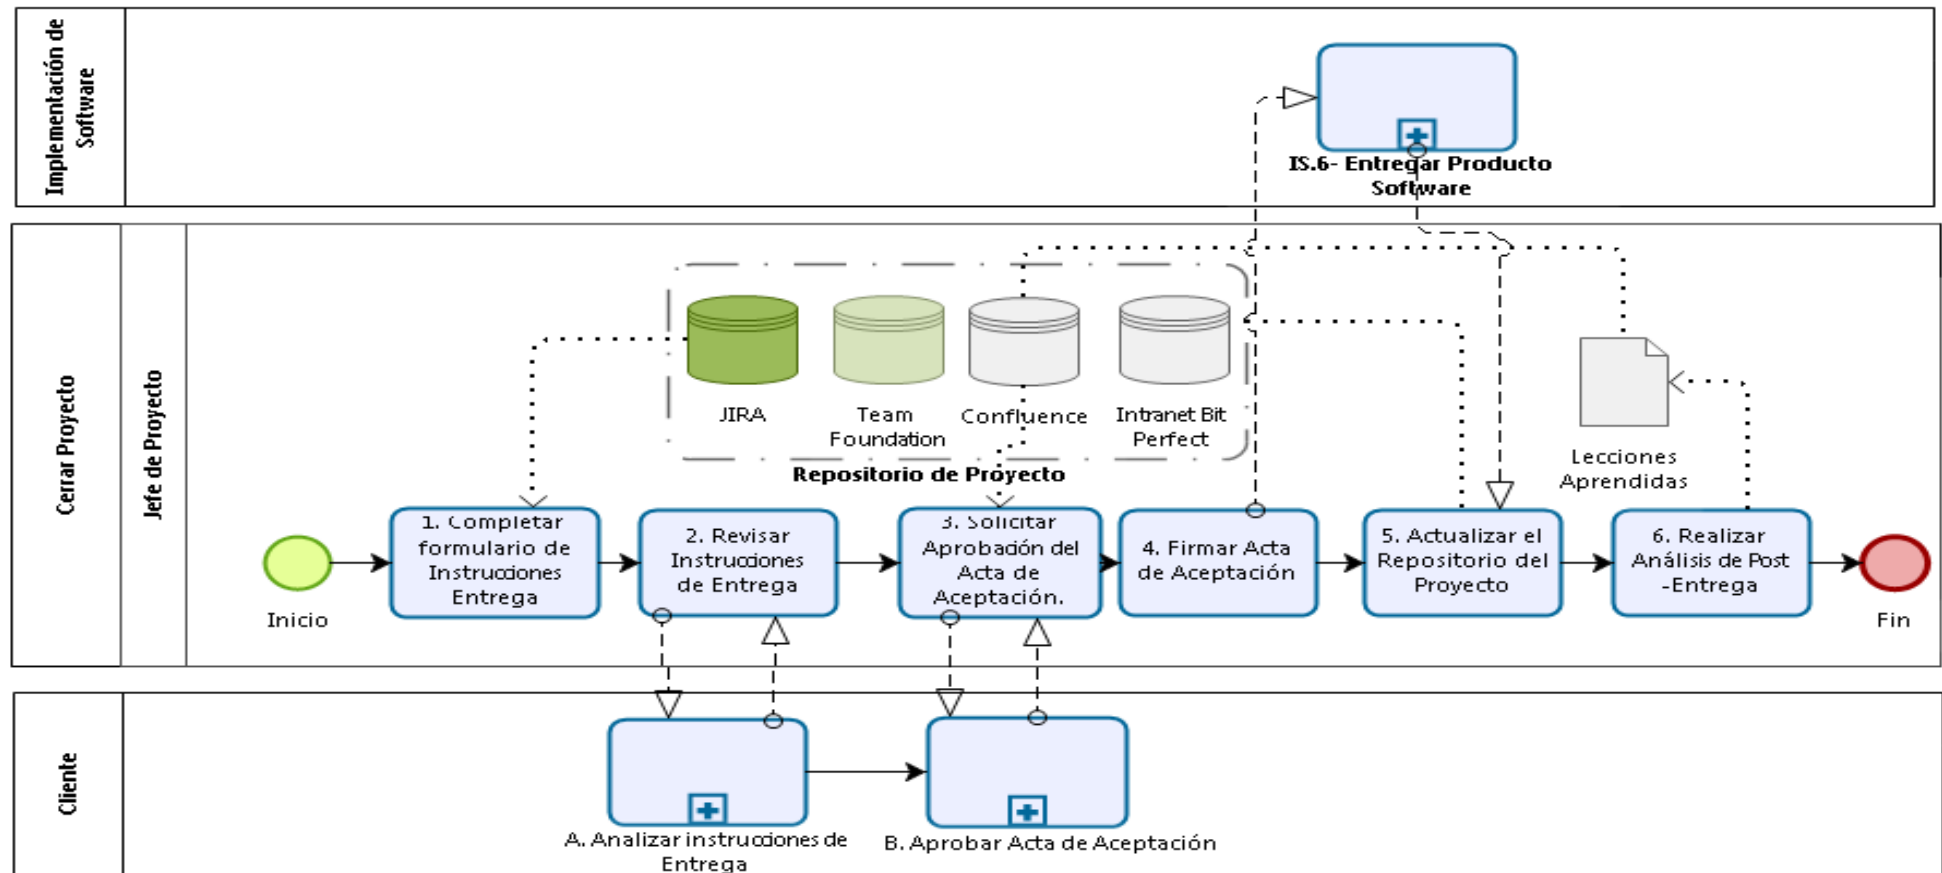 Implementación de
Software
IS.6- Entregar Producto
Software
Cerrar Proyecto
Jefe de Proyecto
JIRA
Team
Foundation
Confluence
Intranet Bit
Perfect
Repositorio de Proyecto
Lecciones
Aprendidas
Inicio
1. Completar
formulario de
Instrucciones
Entrega
2. Revisar
Instrucciones
de Entrega
3. Solicitar
Aprobación del
Acta de
Aceptación.
4. Firmar Acta
de Aceptación
5. Actualizar el
Repositorio del
Proyecto
6. Realizar
Análisis de Post
-Entrega
Fin
Cliente
A. Analizar instrucciones de
Entrega
B. Aprobar Acta de Aceptación